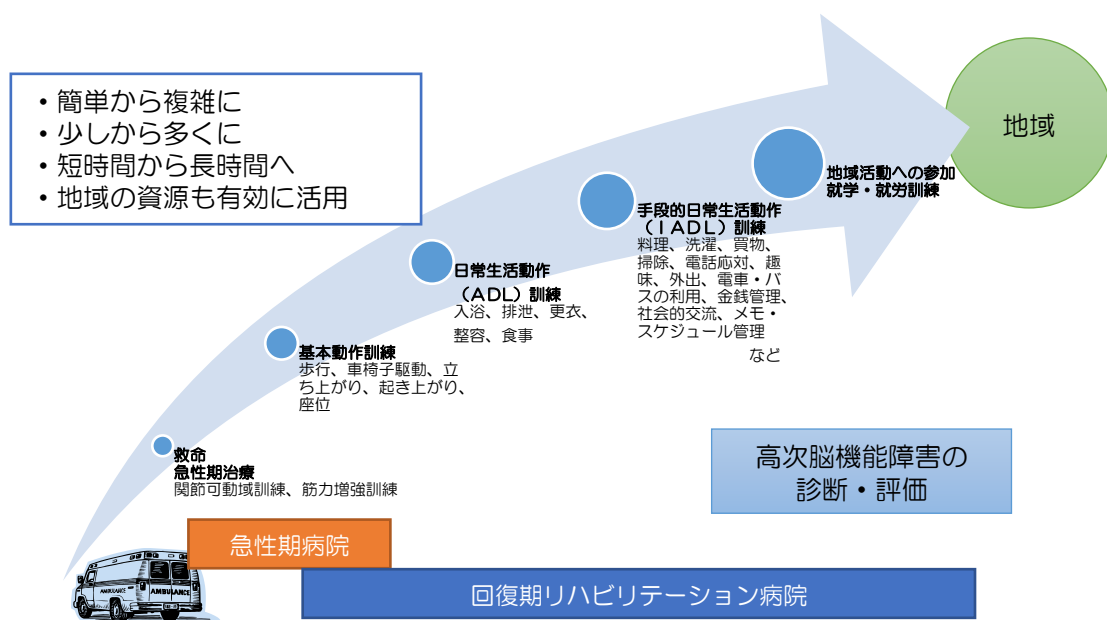 ・簡単から複雑に
・少しから多くに
・短時間から長時間へ
・地域の資源も有効に活用
地域
地域活動への参加
就学・就労訓練
手段的日常生活動作
（ＩＡＤＬ）訓練
料理、洗濯、買物、
掃除、電話応対、趣
味、外出、電車・バ
スの利用、金銭管理、
社会的交流、メモ・
スケジュール管理
など
日常生活動作
（ＡＤＬ）訓練
入浴、排泄、更衣、
整容、食事
基本動作訓練
歩行、車椅子駆動、立
ち上がり、起き上がり、
座位
救命
急性期治療
関節可動域訓練、筋力増強訓練
高次脳機能障害の
診断・評価
急性期病院
回復期リハビリテーション病院
AMBULANCE
AMBULANCE